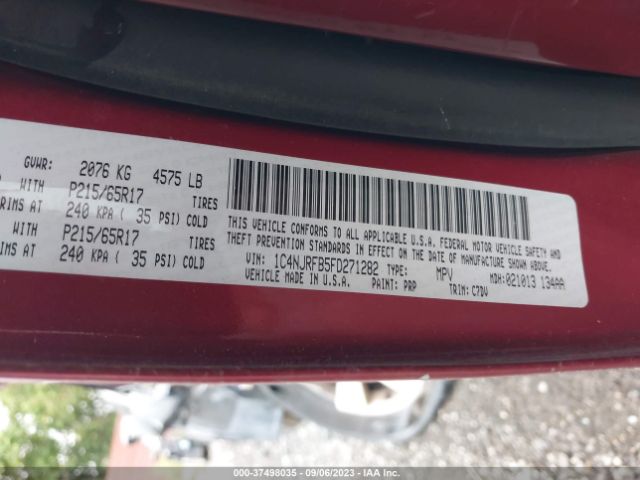 GVWR: 2076 KG 4575 LB
WITH P215/65R17 TIRES
RIMS AT 240 KPA ( 35 PSI) COLD
WITH P215/65R17 TIRES
RIMS AT 240 KPA ( 35 PSI) COLD
THIS VEHICLE CONFORMS TO ALL APPLICABLE U.S.A. FEDERAL MOTOR VEHICLE SAFETY AND
THEFT PREVENTION STANDARDS IN EFFECT ON THE DATE OF MANUFACTURE SHOWN ABOVE.
VIN: 1C4NJRFB5FD271282 TYPE: MPV MDH:021013 134AA
VEHICLE MADE IN U.S.A. PAINT: PRP TRIM: C7DV
000-37498035 - 09/06/2023 - IAA Inc.